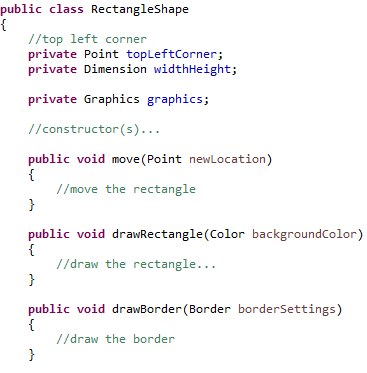 public class RectangleShape
{
//top left corner
private Point topLeftCorner;
private Dimension widthHeight;
private Graphics graphics;
//constructor(s)...
public void move(Point newLocation)
{
//move the rectangle
}
public void drawRectangle(Color backgroundColor)
{
//draw the rectangle...
}
public void drawBorder(Border borderSettings)
{
//draw the border
}